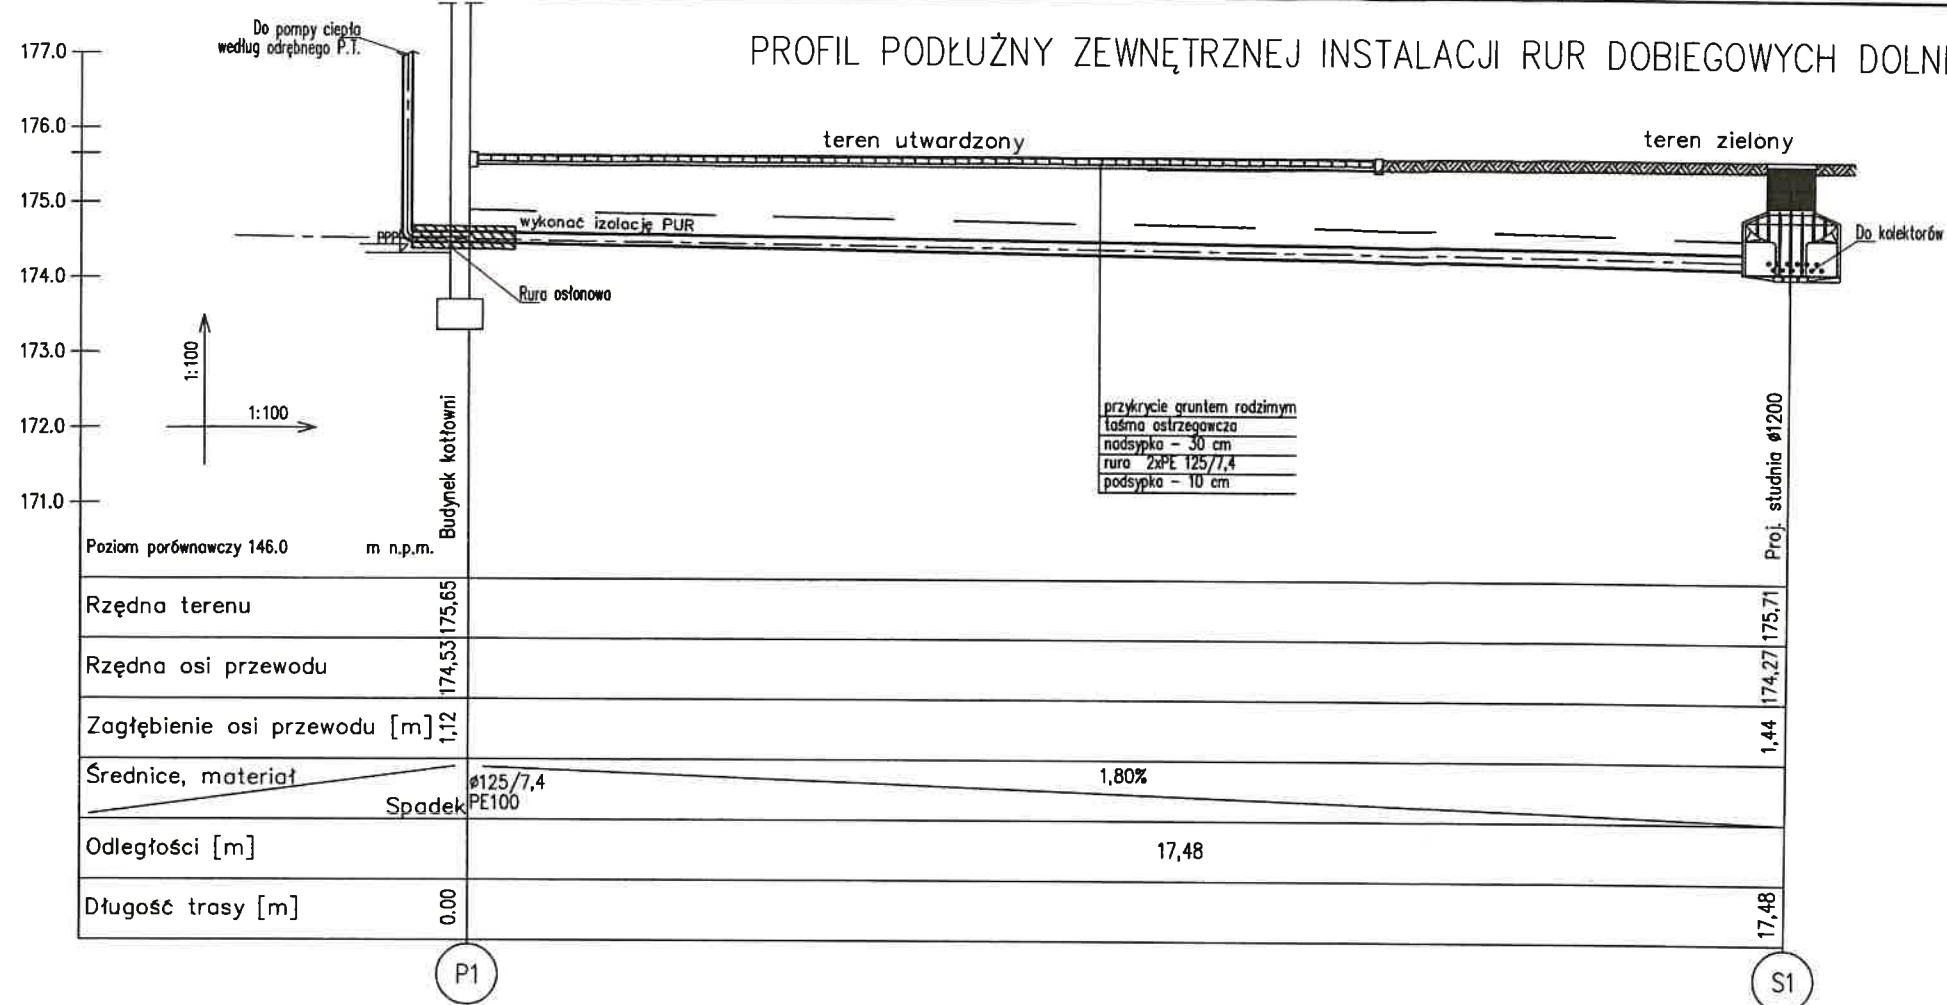 PROFIL PODŁUŻNY ZEWNĘTRZNEJ INSTALACJI RUR DOBIEGOWYCH
Do pompy ciepła
według odrębnego P.T.
177.0
176.0
175.0
174.0
173.0
172.0
171.0
teren utwardzony
teren zielony
wykonać izolację PUR
PPP
Rura osłonowa
Do kolektorów
1:100
1:100
Budynek kotłowni
przykrycie gruntem rodzimym
taśma ostrzegawcza
nadsypka - 30 cm
rura 2xPE 125/7,4
podsypka - 10 cm
Proj. studnia ø1200
Poziom porównawczy 146.0 m n.p.m.
Rzędna terenu 175,65 175,71
Rzędna osi przewodu 174,53 174,27
Zagłębienie osi przewodu [m] 1,12 1,44
Średnice, materiał
Spadek
ø125/7,4
PE100
1,80%
Odległości [m] 17,48
Długość trasy [m] 0.00 17,48
P1
S1